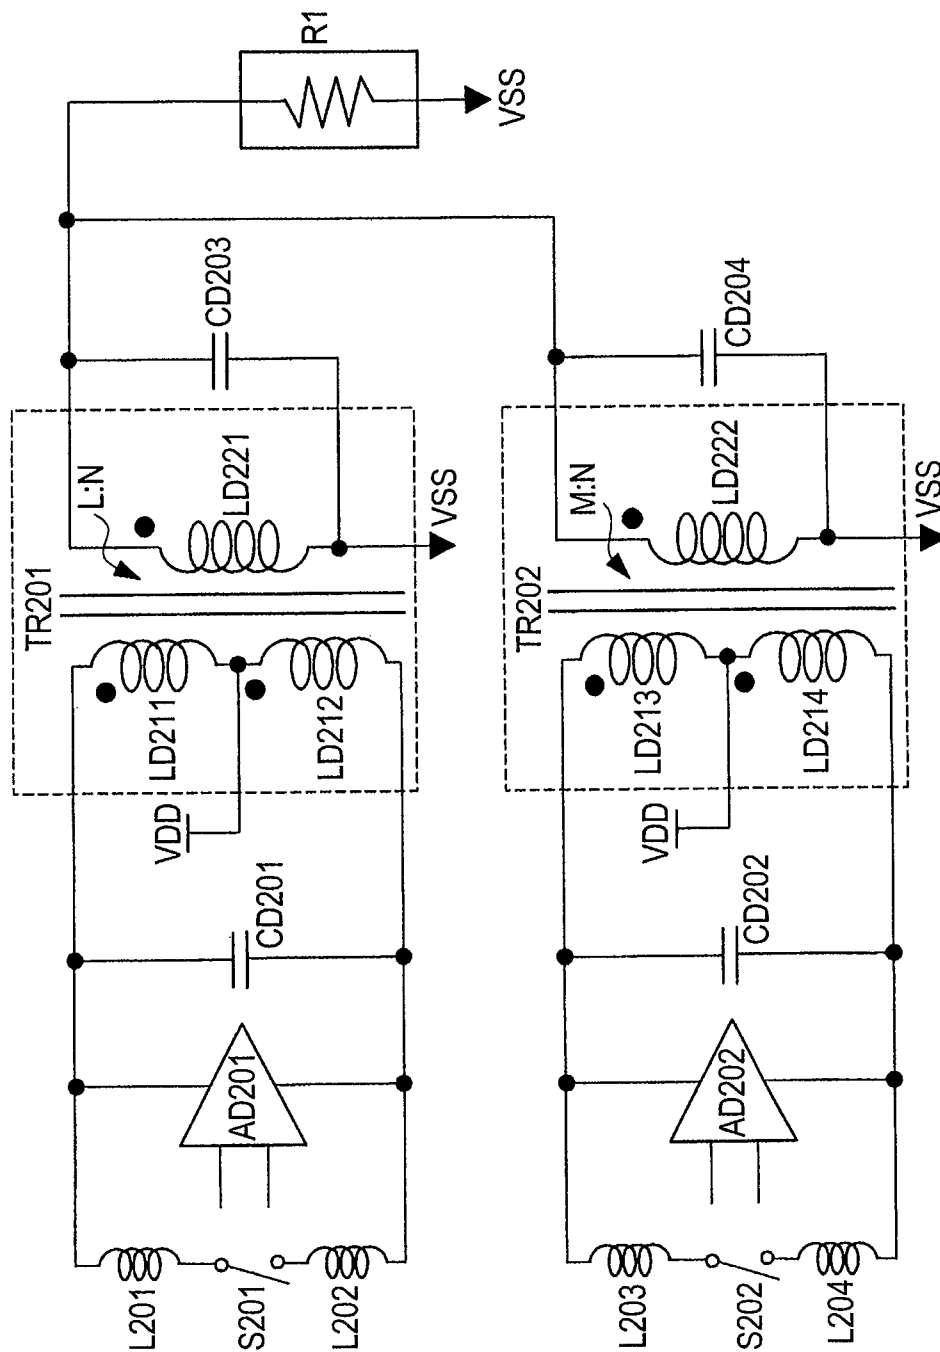 R1
VSS
CD203
L:N
LD221
VSS
TR201
LD211
LD212
VDD
CD201
AD201
L201
S201
L202
CD204
M:N
LD222
VSS
TR202
LD213
LD214
VDD
CD202
AD202
L203
S202
L204